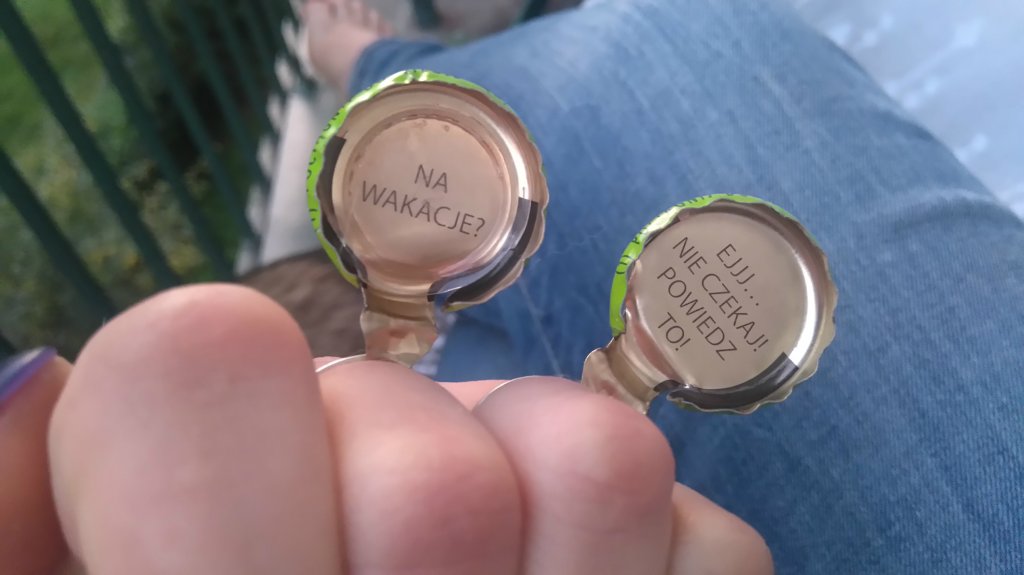 NA
WAKACJE?
EJJJ...
NIE CZEKAJ!
POWIEDZ
TO!